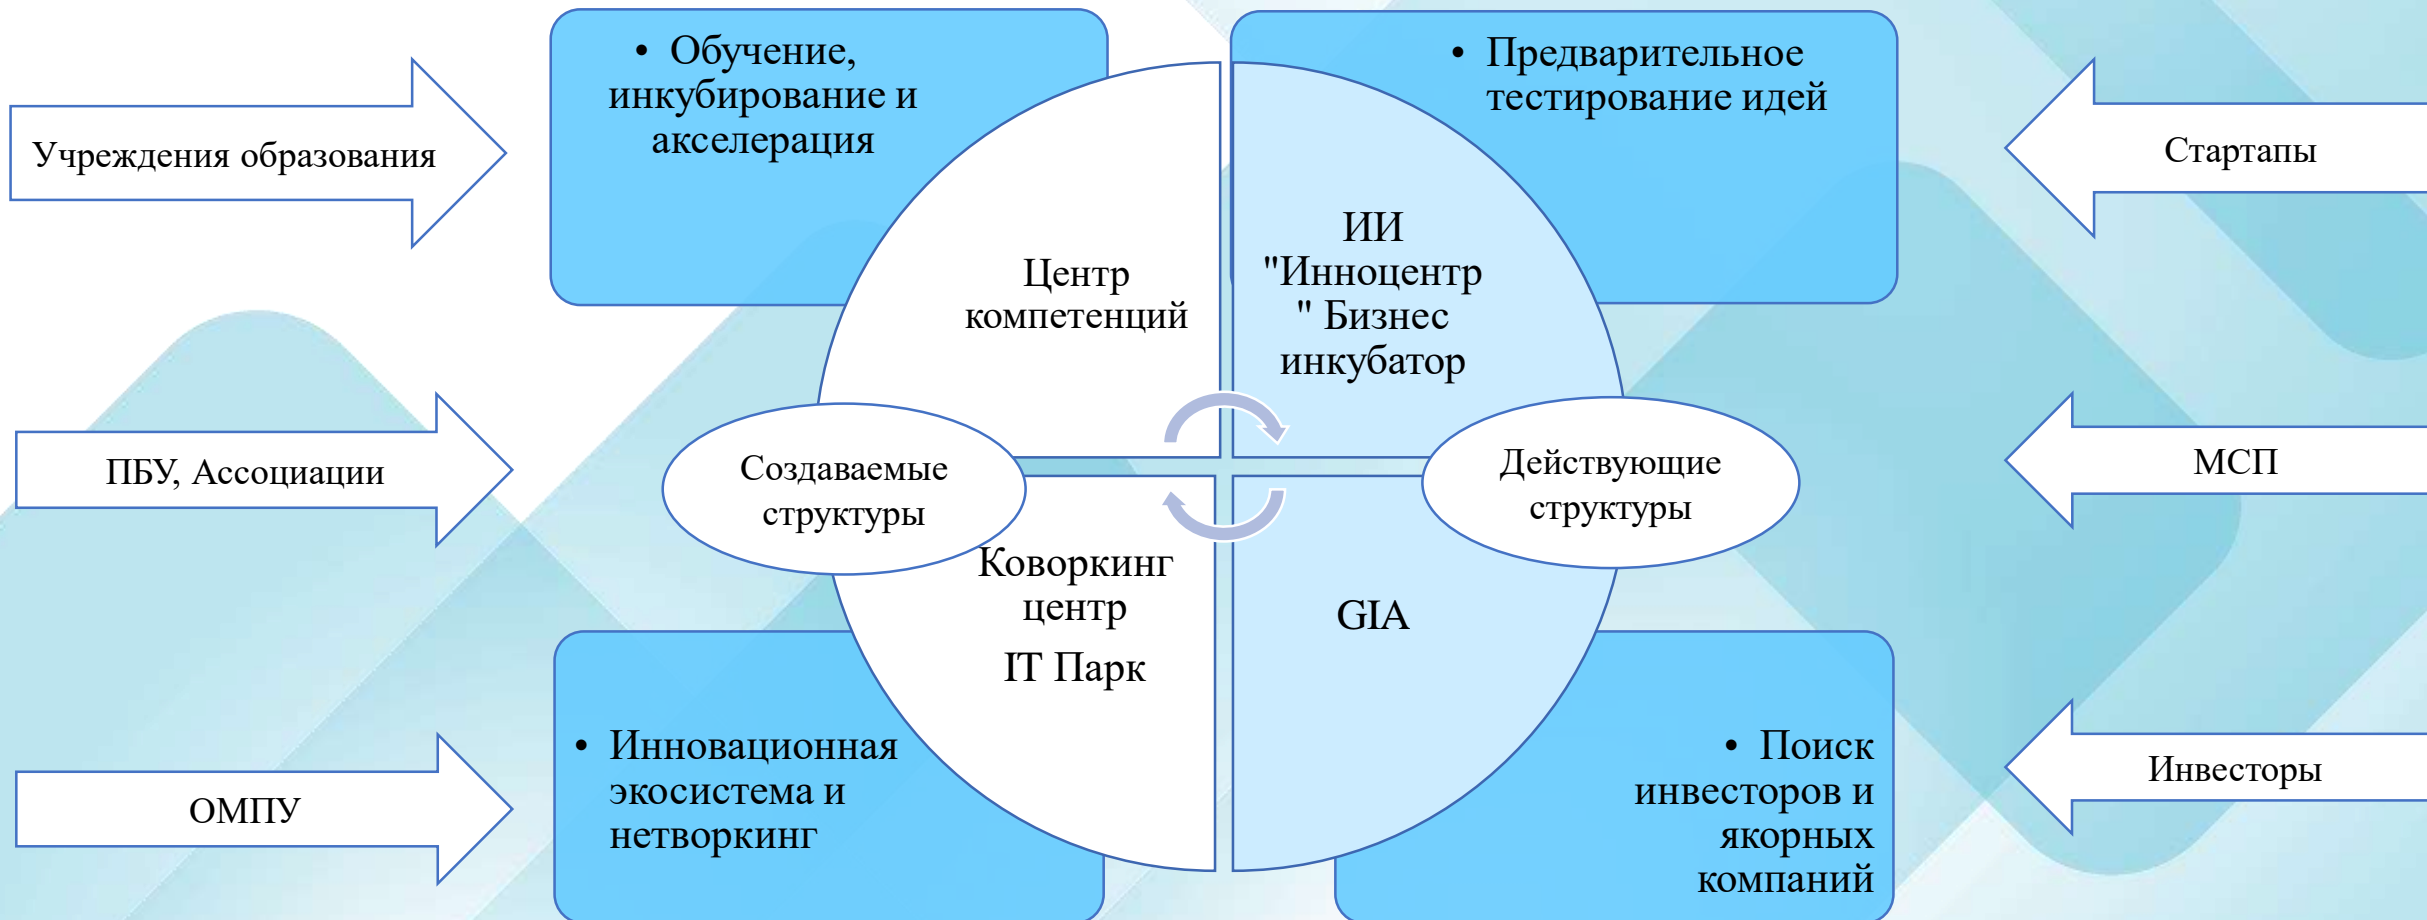 • Обучение,
инкубирование и
акселерация
• Предварительное
тестирование идей
Учреждения образования
Стартапы
Центр
компетенций
ИИ
"Инноцентр
" Бизнес
инкубатор
ПБУ, Ассоциации
Создаваемые
структуры
Действующие
структуры
МСП
Коворкинг
центр
IT Парк
GIA
ОМПУ
• Инновационная
экосистема и
нетворкинг
• Поиск
инвесторов и
якорных
компаний
Инвесторы